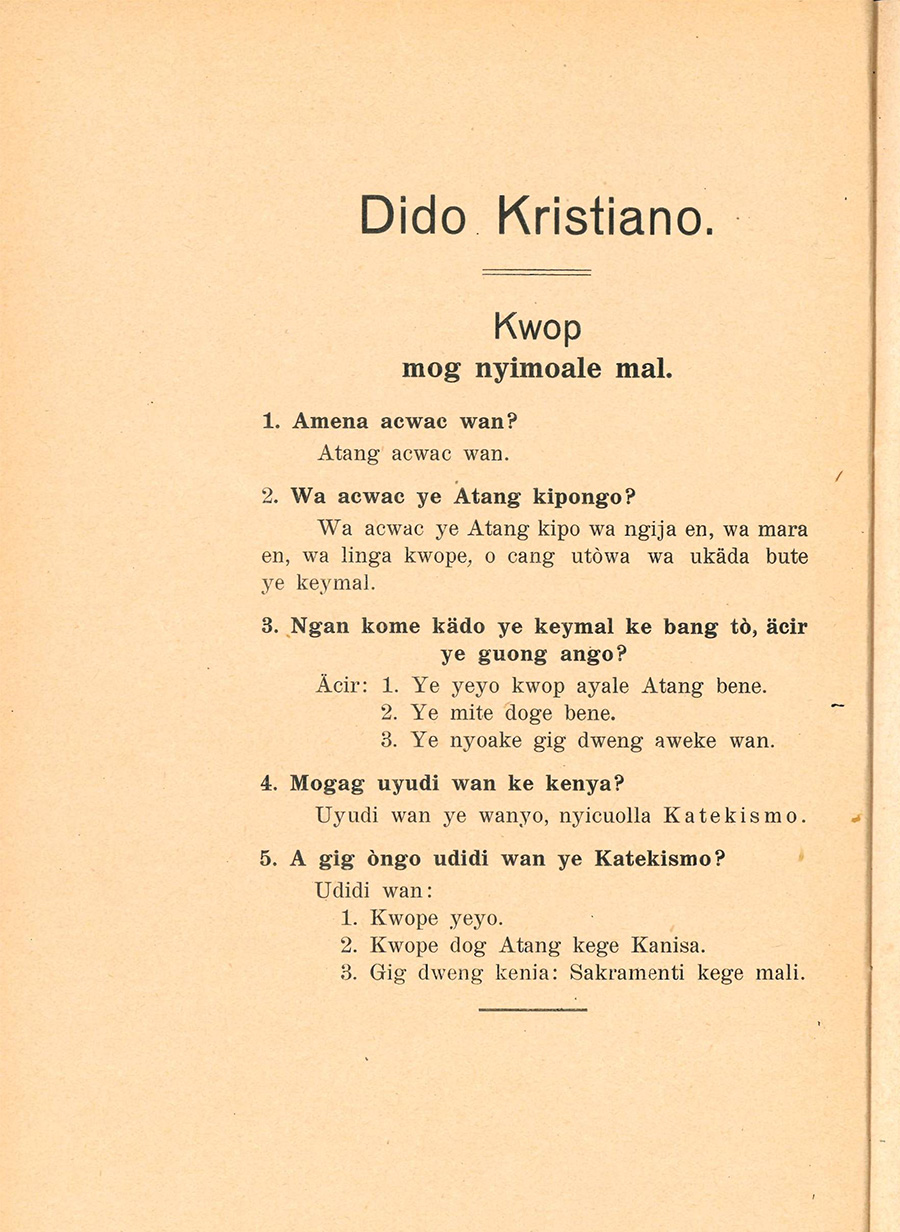 Dido Kristiano.
Kwop
mog nyimoale mal.
1. Amena acwac wan?
Atang acwac wan.
2. Wa acwac ye Atang kipongo?
Wa acwac ye Atang kipo wa ngija en, wa mara
en, wa linga kwope, o cang utòwa wa ukäda bute
ye keymal.
3. Ngan kome kädo ye keymal ke bang tò, äcir
ye guong ango?
Äcir: 1. Ye yeyo kwop ayale Atang bene.
2. Ye mite doge bene.
3. Ye nyoake gig dweng aweke wan.
4. Mogag uyudi wan ke kenya?
Uyudi wan ye wanyo, nyicuolla Katekismo.
5. A gig òngo udidi wan ye Katekismo?
Udidi wan:
1. Kwope yeyo.
2. Kwope dog Atang kege Kanisa.
3. Gig dweng kenia: Sakramenti kege mali.